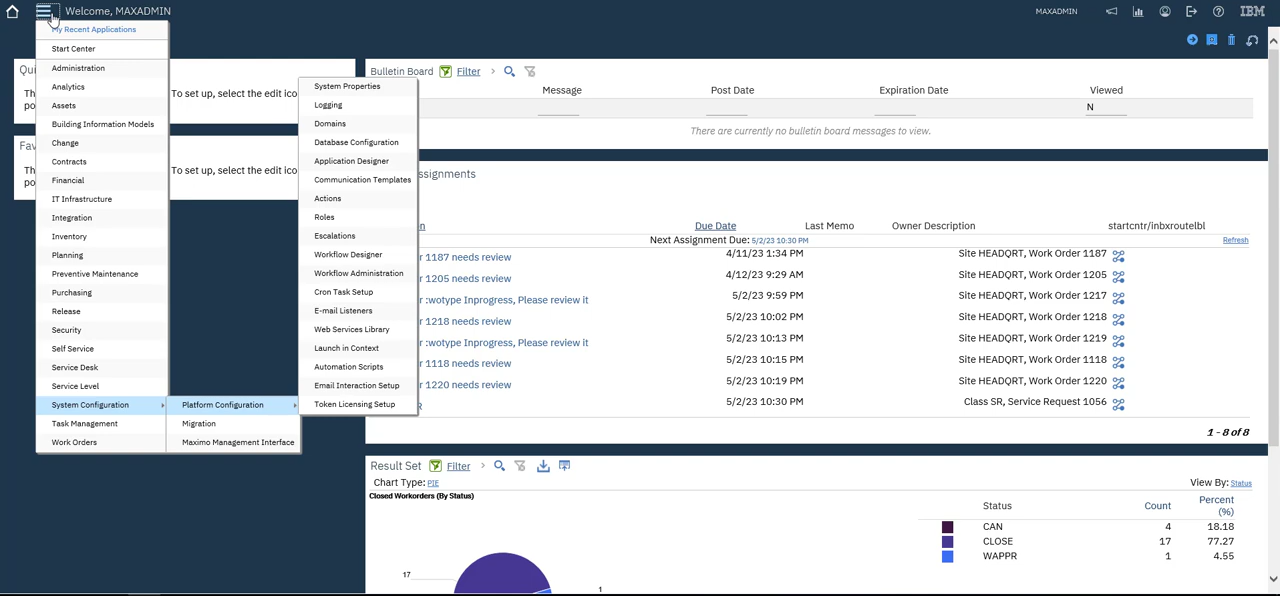 Welcome, MAXADMIN
MAXADMIN
IBM
My Recent Applications
Start Center
Administration
Analytics
Assets
Building Information Models
Change
Contracts
Financial
IT Infrastructure
Integration
Inventory
Planning
Preventive Maintenance
Purchasing
Release
Security
Self Service
Service Desk
Service Level
System Configuration
Task Management
Work Orders
Platform Configuration
Migration
Maximo Management Interface
System Properties
Logging
Domains
Database Configuration
Application Designer
Communication Templates
Actions
Roles
Escalations
Workflow Designer
Workflow Administration
Cron Task Setup
E-mail Listeners
Web Services Library
Launch in Context
Automation Scripts
Email Interaction Setup
Token Licensing Setup
Qui
Th
To set up, select the edit ico
po
Fav
Th
To set up, select the edit ico
po
Bulletin Board Filter
Message Post Date Expiration Date Viewed
N
There are currently no bulletin board messages to view.
ssignments
n Due Date Last Memo Owner Description startcntr/inbxroutelbl
Next Assignment Due: 5/2/23 10:30 PM Refresh
r 1187 needs review 4/11/23 1:34 PM Site HEADQRT, Work Order 1187
r 1205 needs review 4/12/23 9:29 AM Site HEADQRT, Work Order 1205
r :wotype Inprogress, Please review it 5/2/23 9:59 PM Site HEADQRT, Work Order 1217
r 1218 needs review 5/2/23 10:02 PM Site HEADQRT, Work Order 1218
r :wotype Inprogress, Please review it 5/2/23 10:13 PM Site HEADQRT, Work Order 1219
r 1118 needs review 5/2/23 10:15 PM Site HEADQRT, Work Order 1118
r 1220 needs review 5/2/23 10:19 PM Site HEADQRT, Work Order 1220
R 5/2/23 10:30 PM Class SR, Service Request 1056
1 - 8 of 8
Result Set Filter
Chart Type: PIE View By: Status
Closed Workorders (By Status)
Status Count Percent (%)
CAN 4 18.18
CLOSE 17 77.27
WAPPR 1 4.55
17
1